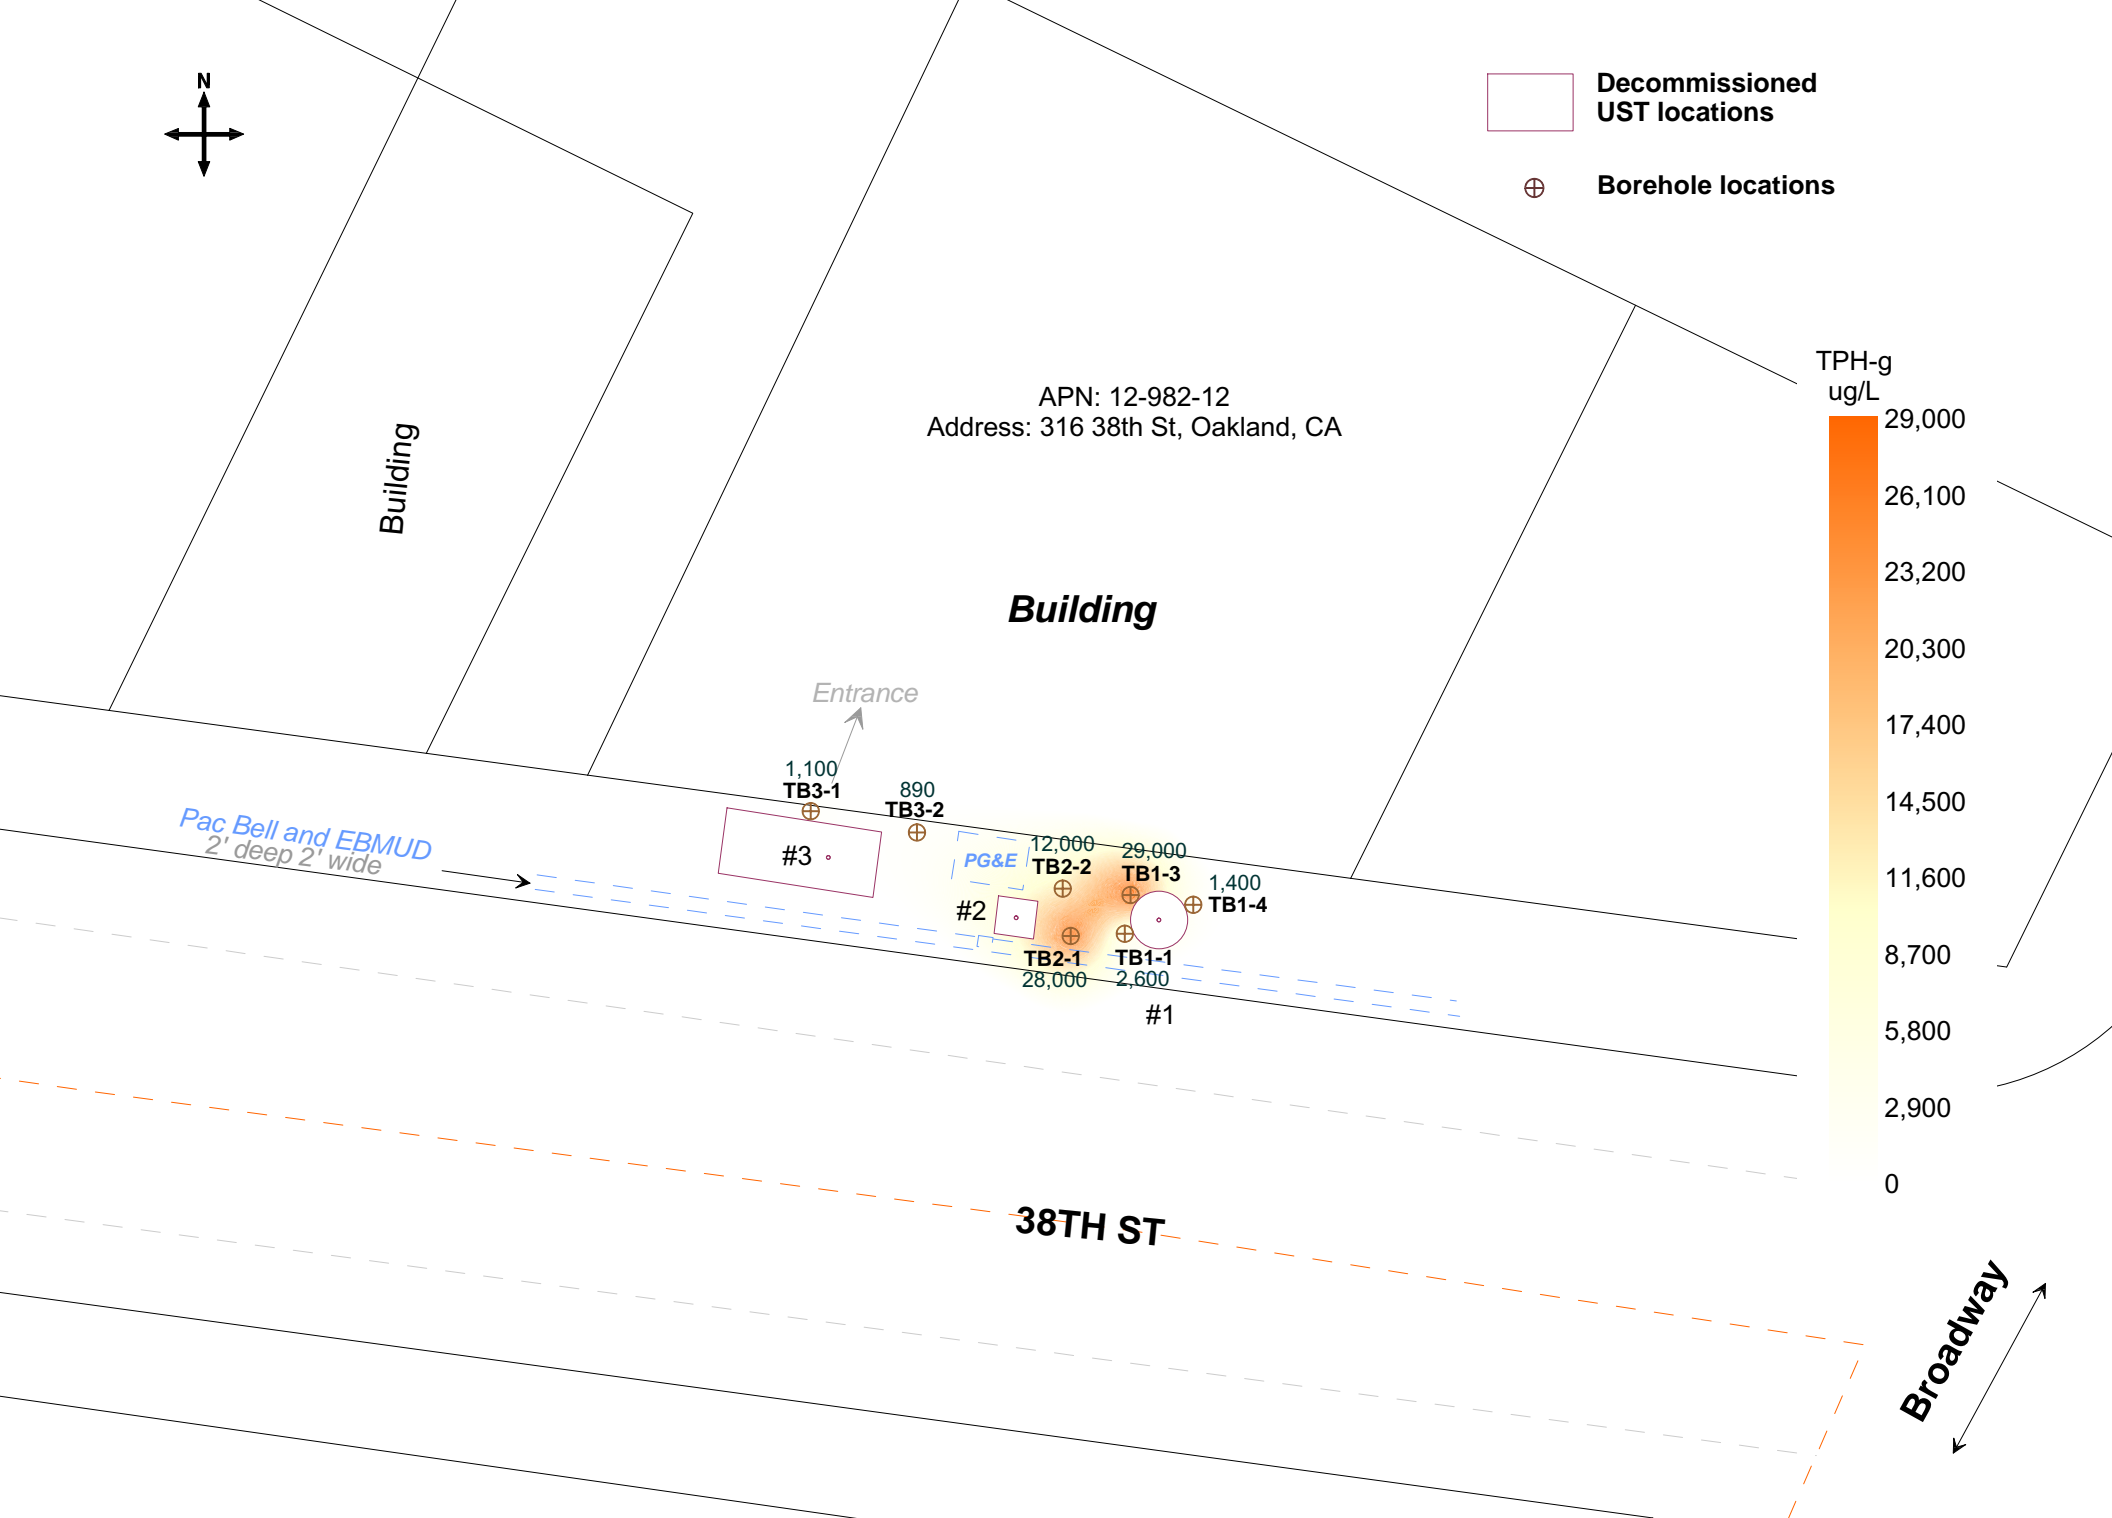 N
Decommissioned
UST locations
Borehole locations
TPH-g
ug/L
29,000
26,100
23,200
20,300
17,400
14,500
11,600
8,700
5,800
2,900
0
APN: 12-982-12
Address: 316 38th St, Oakland, CA
Building
Building
Entrance
1,100
TB3-1
890
TB3-2
#3
Pac Bell and EBMUD
2' deep 2' wide
PG&E
12,000
TB2-2
29,000
TB1-3
1,400
TB1-4
#2
TB2-1
28,000
TB1-1
2,600
#1
38TH ST
Broadway